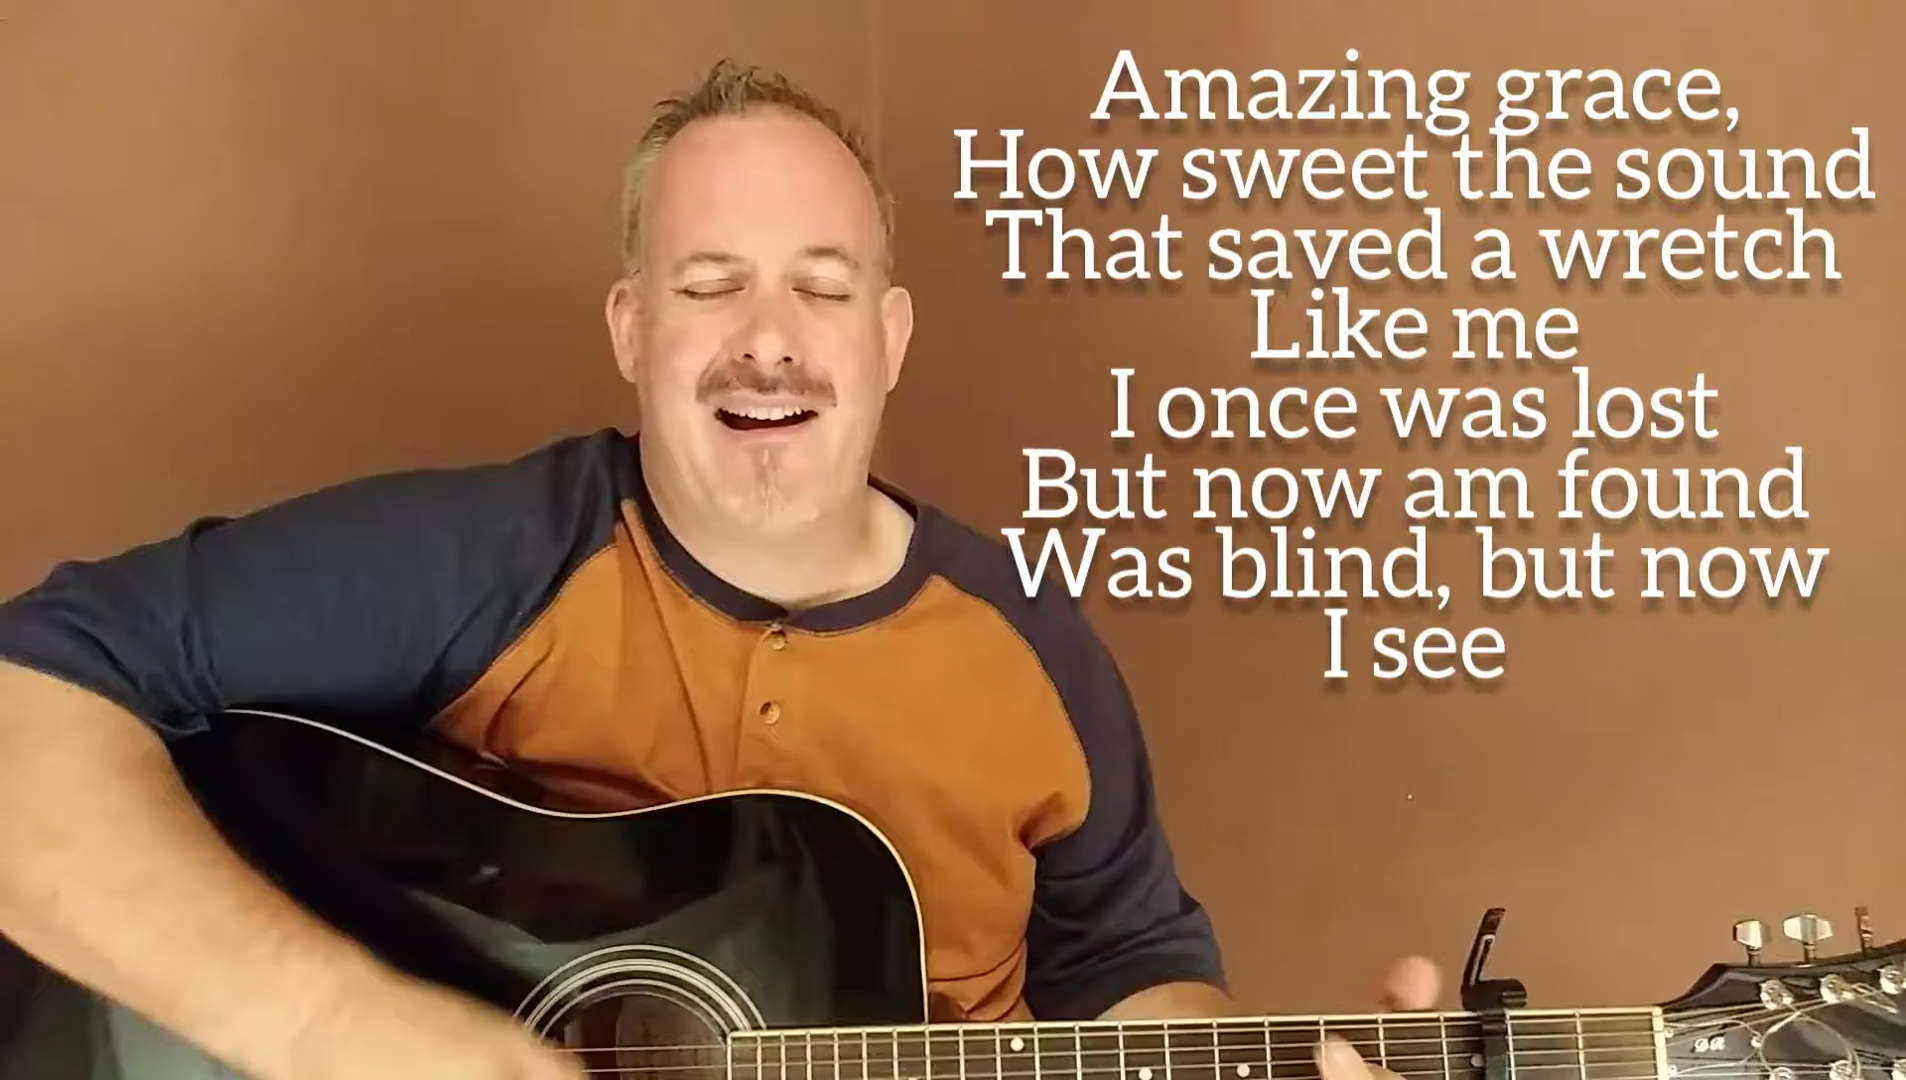 Amazing grace,
How sweet the sound
That saved a wretch
Like me
I once was lost
But now am found
Was blind, but now
I see